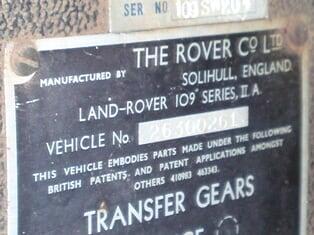 SER NO
THE ROVER CO LTD
MANUFACTURED BY SOLIHULL, ENGLAND.
LAND-ROVER 109 SERIES, II A.
VEHICLE No. 26300261
THIS VEHICLE EMBODIES PARTS MADE UNDER THE FOLLOWING
BRITISH PATENTS AND PATENT APPLICATIONS AMONGST
OTHERS 410983 463343.
TRANSFER GEARS